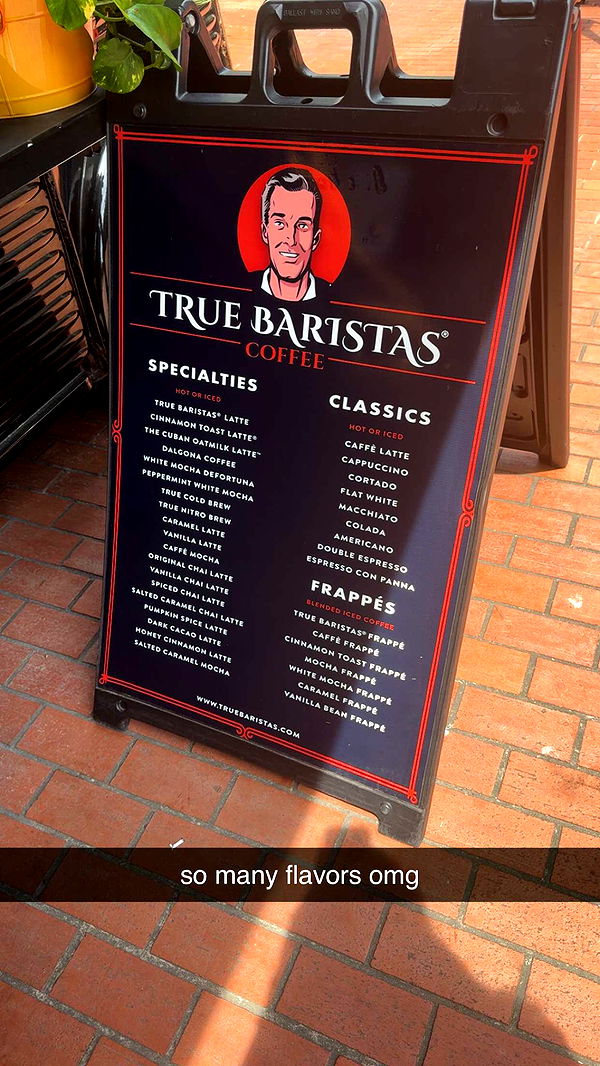 BALLAST WITH SAND
TRUE BARISTAS®
COFFEE
SPECIALTIES
HOT OR ICED
TRUE BARISTAS® LATTE
CINNAMON TOAST LATTE®
THE CUBAN OATMILK LATTE™
DALGONA COFFEE
WHITE MOCHA DEFORTUNA
PEPPERMINT WHITE MOCHA
TRUE COLD BREW
TRUE NITRO BREW
CARAMEL LATTE
VANILLA LATTE
CAFFÈ MOCHA
ORIGINAL CHAI LATTE
VANILLA CHAI LATTE
SPICED CHAI LATTE
SALTED CARAMEL CHAI LATTE
PUMPKIN SPICE LATTE
DARK CACAO LATTE
HONEY CINNAMON LATTE
SALTED CARAMEL MOCHA
CLASSICS
HOT OR ICED
CAFFÈ LATTE
CAPPUCCINO
CORTADO
FLAT WHITE
MACCHIATO
COLADA
AMERICANO
DOUBLE ESPRESSO
ESPRESSO CON PANNA
FRAPPÉS
BLENDED ICED COFFEE
TRUE BARISTAS® FRAPPÉ
CAFFÈ FRAPPÉ
CINNAMON TOAST FRAPPÉ
MOCHA FRAPPÉ
WHITE MOCHA FRAPPÉ
CARAMEL FRAPPÉ
VANILLA BEAN FRAPPÉ
WWW.TRUEBARISTAS.COM
so many flavors omg